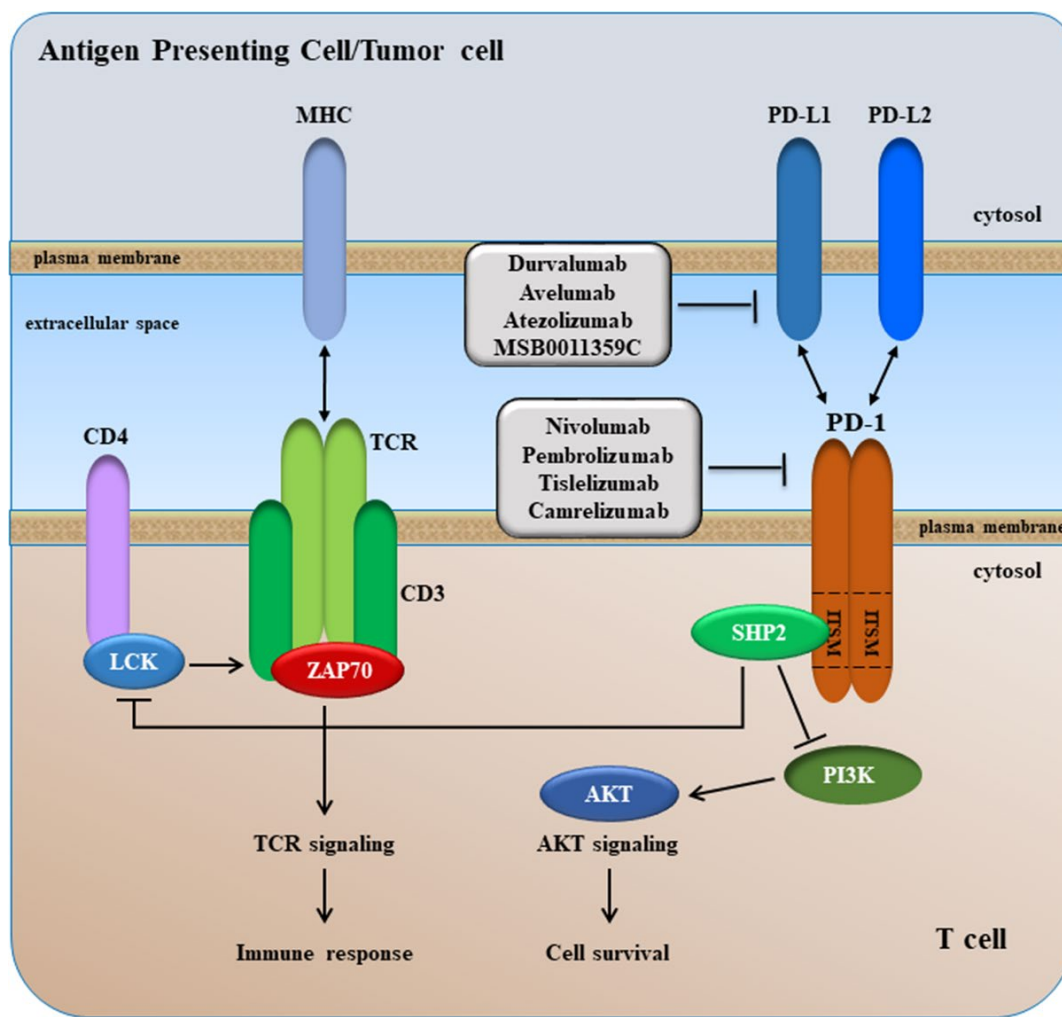 Antigen Presenting Cell/Tumor cell
MHC
PD-L1
PD-L2
cytosol
plasma membrane
extracellular space
Durvalumab
Avelumab
Atezolizumab
MSB0011359C
CD4
TCR
Nivolumab
Pembrolizumab
Tislelizumab
Camrelizumab
PD-1
plasma membrane
cytosol
CD3
LCK
ZAP70
SHP2
ITSM
ITSM
PI3K
AKT
TCR signaling
AKT signaling
Immune response
Cell survival
T cell